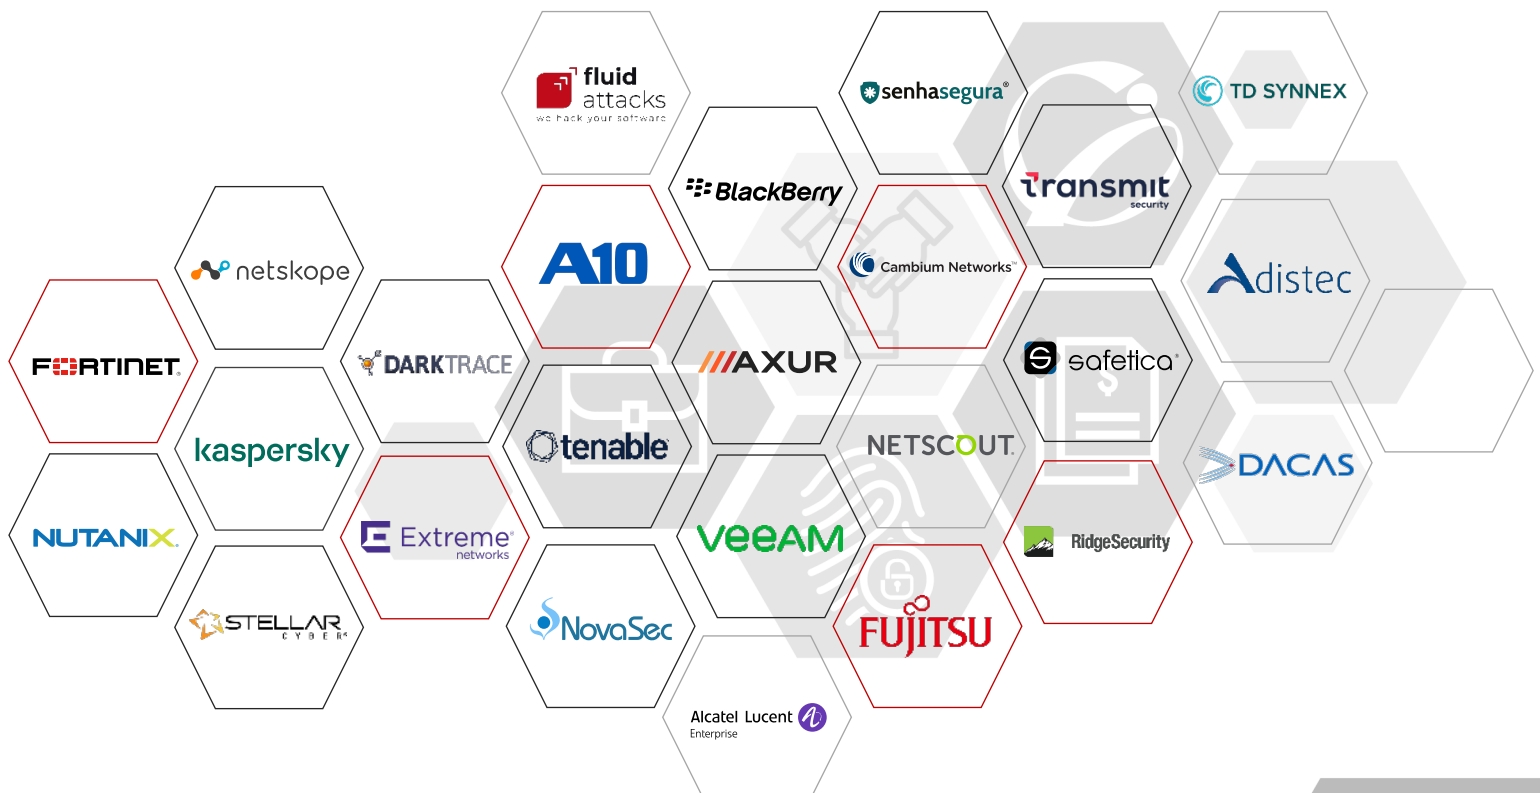 fluid
attacks
we hack your software
senhasegura®
TD SYNNEX
BlackBerry
Transmit
security
netskope
A10
Cambium Networks™
Adistec
FORTINET®
DARKTRACE
AXUR
safetica®
kaspersky
tenable
NETSCOUT®
DACAS
NUTANIX®
Extreme®
networks
veeAM
RidgeSecurity
STELLAR
CYBER
NovaSec
FUJITSU
Alcatel Lucent
Enterprise
$